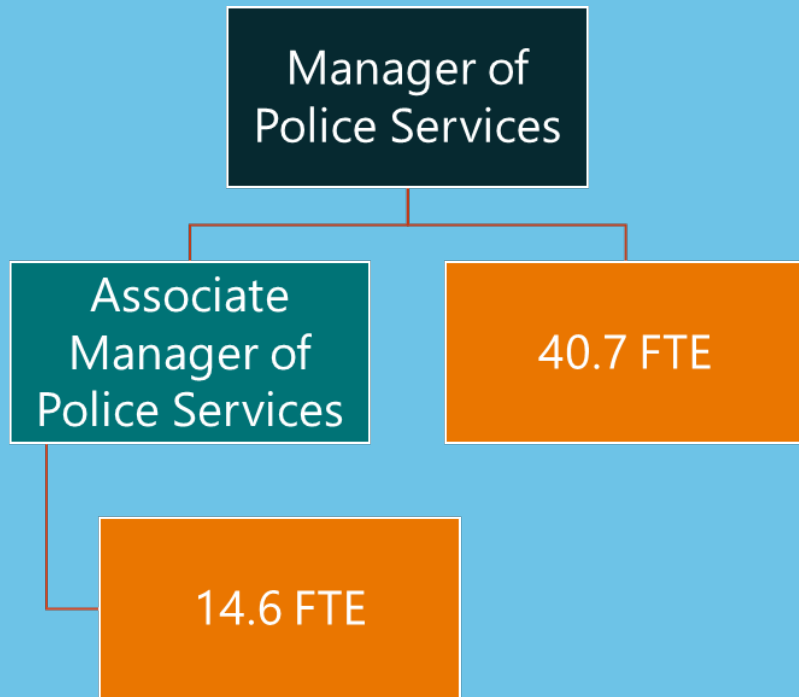 Manager of
Police Services
Associate
Manager of
Police Services
40.7 FTE
14.6 FTE